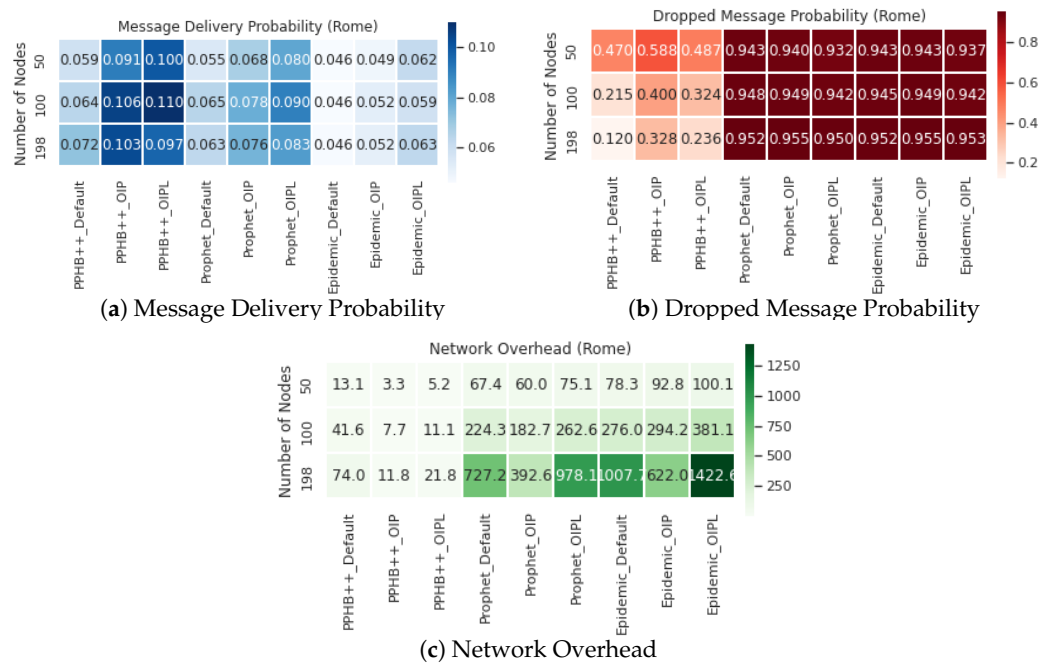 Message Delivery Probability (Rome)
Number of Nodes
50
0.059 0.091 0.100 0.055 0.068 0.080 0.046 0.049 0.062
100
0.064 0.106 0.110 0.065 0.078 0.090 0.046 0.052 0.059
198
0.072 0.103 0.097 0.063 0.076 0.083 0.046 0.052 0.063
0.10
0.08
0.06
PPHB++_Default
PPHB++_OIP
PPHB++_OIPL
Prophet_Default
Prophet_OIP
Prophet_OIPL
Epidemic_Default
Epidemic_OIP
Epidemic_OIPL
(a) Message Delivery Probability
Dropped Message Probability (Rome)
Number of Nodes
50
0.470 0.588 0.487 0.943 0.940 0.932 0.943 0.943 0.937
100
0.215 0.400 0.324 0.948 0.949 0.942 0.945 0.949 0.942
198
0.120 0.328 0.236 0.952 0.955 0.950 0.952 0.955 0.953
0.8
0.6
0.4
0.2
PPHB++_Default
PPHB++_OIP
PPHB++_OIPL
Prophet_Default
Prophet_OIP
Prophet_OIPL
Epidemic_Default
Epidemic_OIP
Epidemic_OIPL
(b) Dropped Message Probability
Network Overhead (Rome)
Number of Nodes
50
13.1 3.3 5.2 67.4 60.0 75.1 78.3 92.8 100.1
100
41.6 7.7 11.1 224.3 182.7 262.6 276.0 294.2 381.1
198
74.0 11.8 21.8 727.2 392.6 978.1 1007.7 622.0 1422.6
1250
1000
750
500
250
PPHB++_Default
PPHB++_OIP
PPHB++_OIPL
Prophet_Default
Prophet_OIP
Prophet_OIPL
Epidemic_Default
Epidemic_OIP
Epidemic_OIPL
(c) Network Overhead